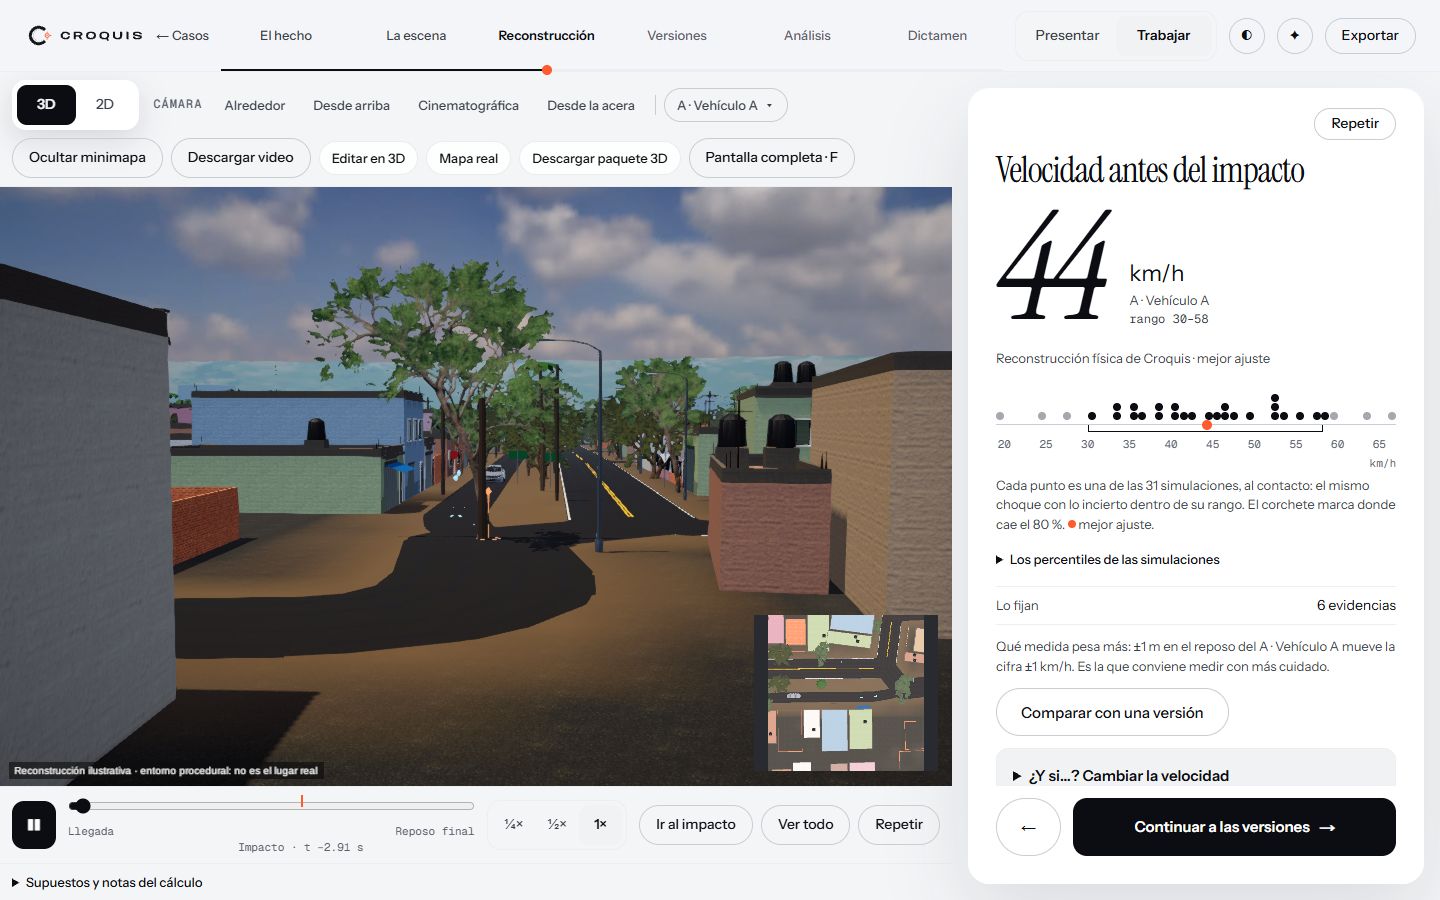 CROQUIS
← Casos
El hecho
La escena
Reconstrucción
Versiones
Análisis
Dictamen
Presentar
Trabajar
Exportar
3D
2D
CÁMARA
Alrededor
Desde arriba
Cinematográfica
Desde la acera
A · Vehículo A
Ocultar minimapa
Descargar video
Editar en 3D
Mapa real
Descargar paquete 3D
Pantalla completa · F
Reconstrucción ilustrativa - entorno procedural: no es el lugar real
Llegada
Reposo final
Impacto · t −2.91 s
¼×
½×
1×
Ir al impacto
Ver todo
Repetir
Supuestos y notas del cálculo
Repetir
Velocidad antes del impacto
44
km/h
A · Vehículo A
rango 30–58
Reconstrucción física de Croquis · mejor ajuste
20 25 30 35 40 45 50 55 60 65
km/h
Cada punto es una de las 31 simulaciones, al contacto: el mismo
choque con lo incierto dentro de su rango. El corchete marca donde
cae el 80 %. mejor ajuste.
Los percentiles de las simulaciones
Lo fijan
6 evidencias
Qué medida pesa más: ±1 m en el reposo del A · Vehículo A mueve la
cifra ±1 km/h. Es la que conviene medir con más cuidado.
Comparar con una versión
¿Y si…? Cambiar la velocidad
←
Continuar a las versiones →